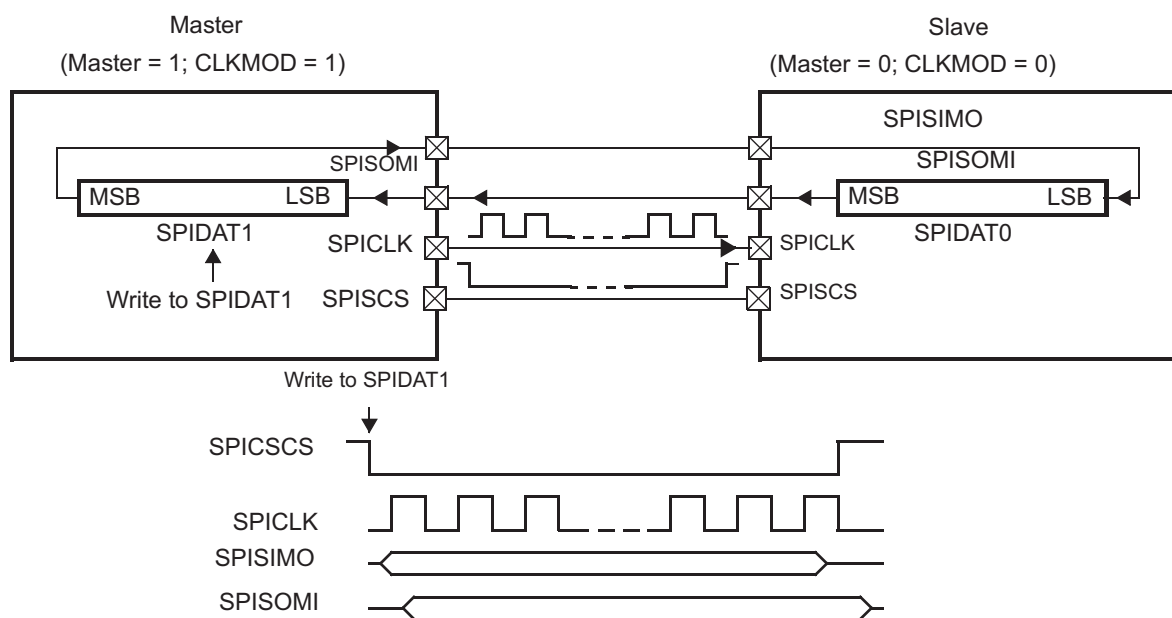 Master
Slave
(Master = 1; CLKMOD = 1)
(Master = 0; CLKMOD = 0)
SPISIMO
SPISOMI
SPISOMI
MSB LSB
MSB LSB
SPIDAT1
SPICLK
SPICLK
SPIDAT0
Write to SPIDAT1
SPISCS
SPISCS
Write to SPIDAT1
SPICSCS
SPICLK
SPISIMO
SPISOMI